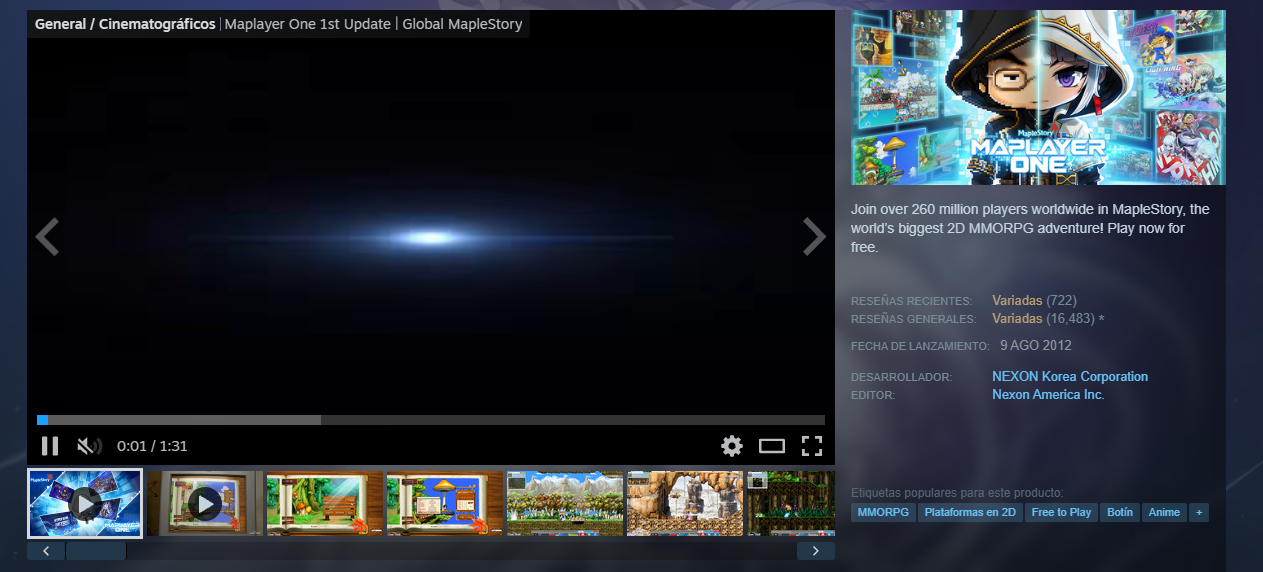 General / Cinematográficos | Maplayer One 1st Update | Global MapleStory
MapleStory
MAPLAYER
ONE
Join over 260 million players worldwide in MapleStory, the
world's biggest 2D MMORPG adventure! Play now for
free.
RESEÑAS RECIENTES: Variadas (722)
RESEÑAS GENERALES: Variadas (16,483) *
FECHA DE LANZAMIENTO: 9 AGO 2012
DESARROLLADOR: NEXON Korea Corporation
EDITOR: Nexon America Inc.
0:01 / 1:31
MapleStory
MAPLAYER
ONE
Etiquetas populares para este producto:
MMORPG Plataformas en 2D Free to Play Botín Anime +